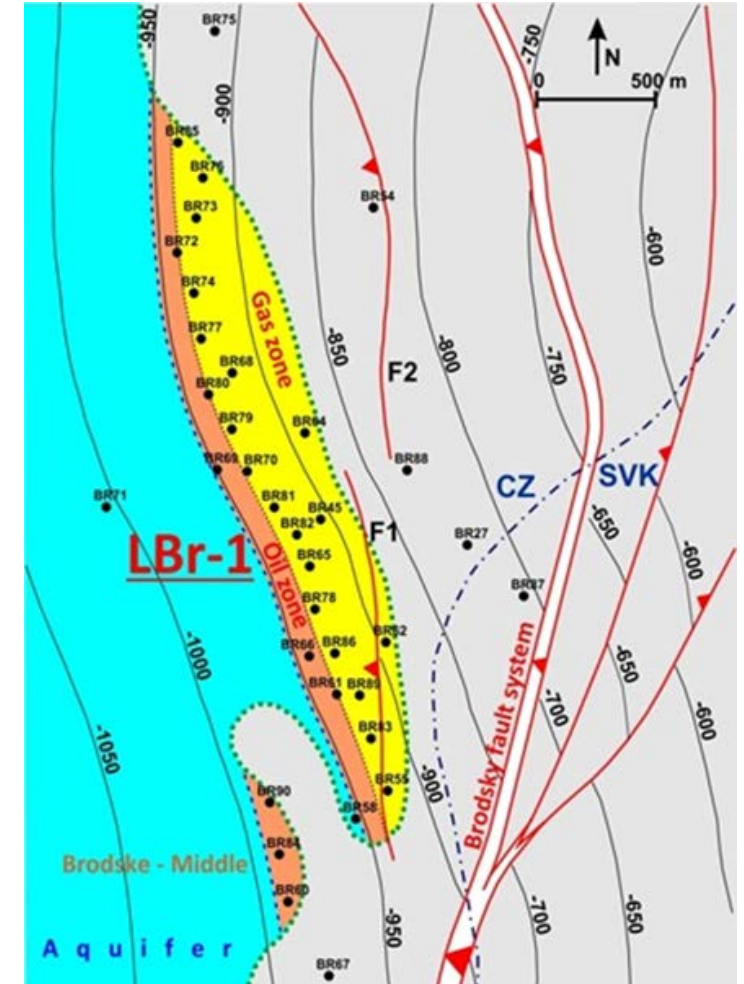 -950
BR75
-750
N
0
500 m
-900
BR85
BR76
BR54
BR73
-600
BR72
BR74
Gas zone
BR77
-850
-800
-750
BR68
F2
BR80
BR79
BR64
BR69
BR70
BR88
CZ
SVK
BR71
BR81
BR45
-650
BR82
F1
BR27
LBr-1
BR65
Oil zone
-600
BR87
BR78
-1000
BR52
BR66
BR86
-650
BR61
BR89
-700
-600
BR83
Brodsky fault system
-1050
BR55
-900
BR90
BR58
BR84
Brodske - Middle
BR60
-950
-700
-650
Aquifer
BR67